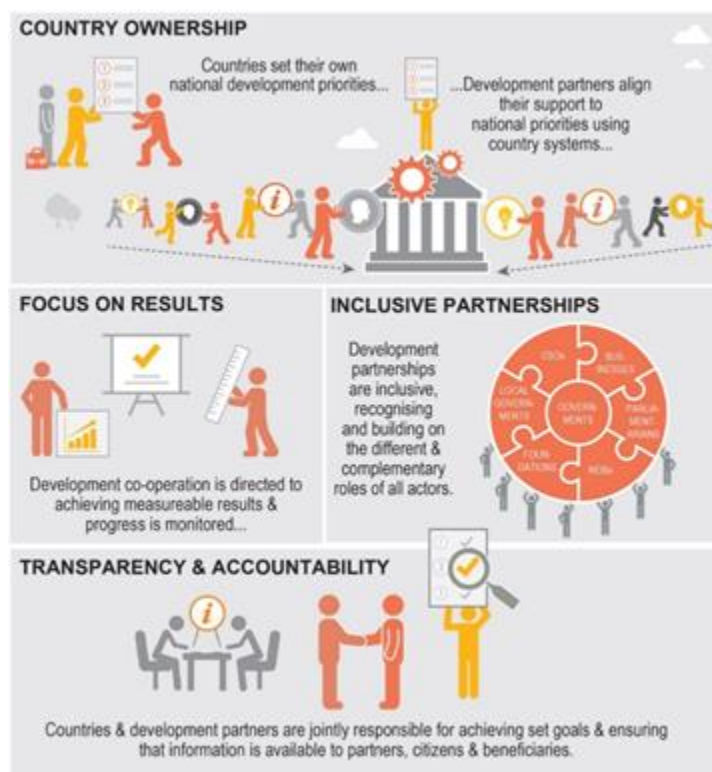 COUNTRY OWNERSHIP
Countries set their own
national development priorities...
...Development partners align
their support to
national priorities using
country systems...
FOCUS ON RESULTS
Development co-operation is directed to
achieving measureable results &
progress is monitored...
INCLUSIVE PARTNERSHIPS
Development
partnerships
are inclusive,
recognising
and building on
the different &
complementary
roles of all actors.
CSOs
BUS-
INESSES
LOCAL
GOVERN-
MENTS
GOVERN-
MENTS
PARLIA-
MENT-
ARIANS
FOUN-
DATIONS
TRANSPARENCY & ACCOUNTABILITY
Countries & development partners are jointly responsible for achieving set goals & ensuring
that information is available to partners, citizens & beneficiaries.